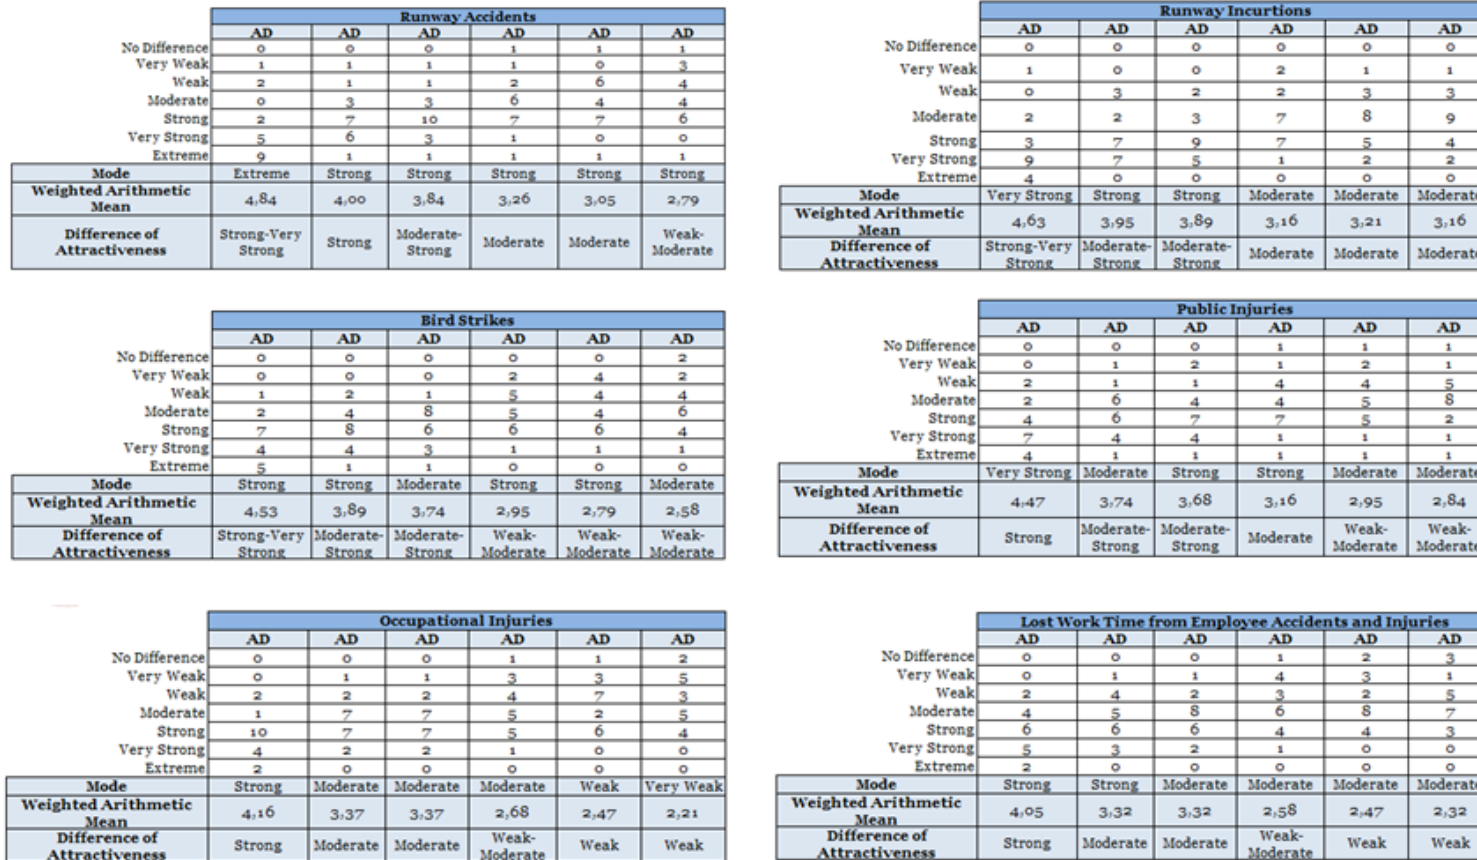 Runway Accidents
AD AD AD AD AD AD
No Difference 0 0 0 1 1 1
Very Weak 1 1 1 1 0 3
Weak 2 1 1 2 6 4
Moderate 0 3 3 6 4 4
Strong 2 7 10 7 7 6
Very Strong 5 6 3 1 0 0
Extreme 9 1 1 1 1 1
Mode Extreme Strong Strong Strong Strong Strong
Weighted Arithmetic Mean 4,84 4,00 3,84 3,26 3,05 2,79
Difference of Attractiveness Strong-Very Strong Strong Moderate-Strong Moderate Moderate Weak-Moderate
Runway Incurtions
AD AD AD AD AD AD
No Difference 0 0 0 0 0 0
Very Weak 1 0 0 2 1 1
Weak 0 3 2 2 3 3
Moderate 2 2 3 7 8 9
Strong 3 7 9 7 5 4
Very Strong 9 7 5 1 2 2
Extreme 4 0 0 0 0 0
Mode Very Strong Strong Strong Moderate Moderate Moderate
Weighted Arithmetic Mean 4,63 3,95 3,89 3,16 3,21 3,16
Difference of Attractiveness Strong-Very Strong Moderate-Strong Moderate-Strong Moderate Moderate Moderate
Bird Strikes
AD AD AD AD AD AD
No Difference 0 0 0 0 0 2
Very Weak 0 0 0 2 4 2
Weak 1 2 1 5 4 4
Moderate 2 4 8 5 4 6
Strong 7 8 6 6 6 4
Very Strong 4 4 3 1 1 1
Extreme 5 1 1 0 0 0
Mode Strong Strong Moderate Strong Strong Moderate
Weighted Arithmetic Mean 4,53 3,89 3,74 2,95 2,79 2,58
Difference of Attractiveness Strong-Very Strong Moderate-Strong Moderate-Strong Weak-Moderate Weak-Moderate Weak-Moderate
Public Injuries
AD AD AD AD AD AD
No Difference 0 0 0 1 1 1
Very Weak 0 1 2 1 2 1
Weak 2 1 1 4 4 5
Moderate 2 6 4 4 5 8
Strong 4 6 7 7 5 2
Very Strong 7 4 4 1 1 1
Extreme 4 1 1 1 1 1
Mode Very Strong Moderate Strong Strong Moderate Moderate
Weighted Arithmetic Mean 4,47 3,74 3,68 3,16 2,95 2,84
Difference of Attractiveness Strong Moderate-Strong Moderate-Strong Moderate Weak-Moderate Weak-Moderate
Occupational Injuries
AD AD AD AD AD AD
No Difference 0 0 0 1 1 2
Very Weak 0 1 1 3 3 5
Weak 2 2 2 4 7 3
Moderate 1 7 7 5 2 5
Strong 10 7 7 5 6 4
Very Strong 4 2 2 1 0 0
Extreme 2 0 0 0 0 0
Mode Strong Moderate Moderate Moderate Weak Very Weak
Weighted Arithmetic Mean 4,16 3,37 3,37 2,68 2,47 2,21
Difference of Attractiveness Strong Moderate Moderate Weak-Moderate Weak Weak
Lost Work Time from Employee Accidents and Injuries
AD AD AD AD AD AD
No Difference 0 0 0 1 2 3
Very Weak 0 1 1 4 3 1
Weak 2 4 2 3 2 5
Moderate 4 5 8 6 8 7
Strong 6 6 6 4 4 3
Very Strong 5 3 2 1 0 0
Extreme 2 0 0 0 0 0
Mode Strong Strong Moderate Moderate Moderate Moderate
Weighted Arithmetic Mean 4,05 3,32 3,32 2,58 2,47 2,32
Difference of Attractiveness Strong Moderate Moderate Weak-Moderate Weak Weak